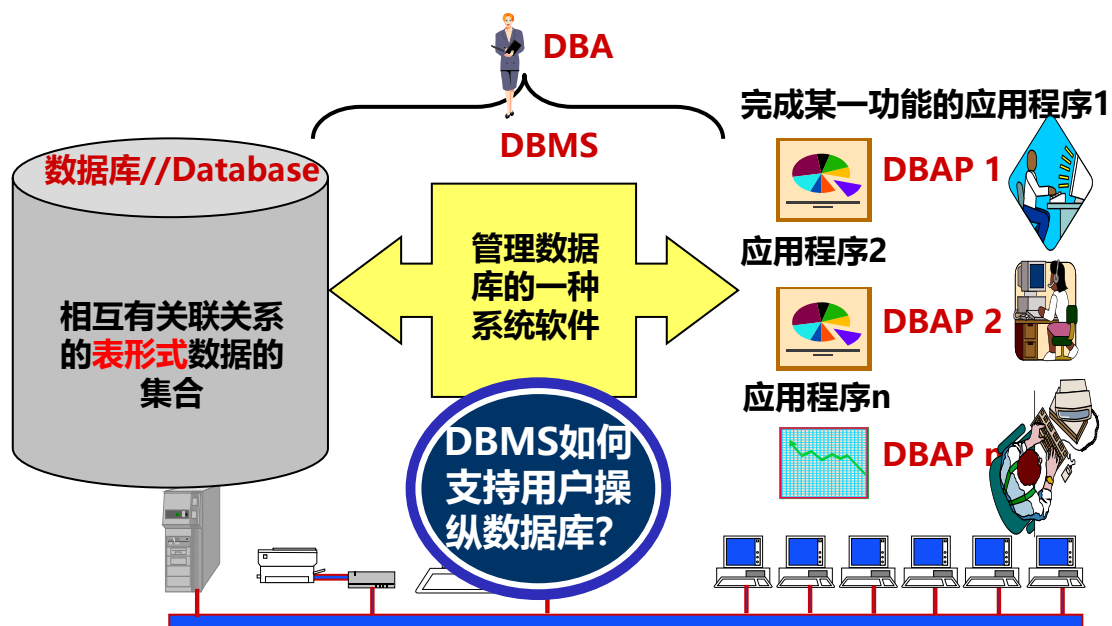 DBA
DBMS
数据库//Database
相互有关联关系
的表形式数据的
集合
管理数据
库的一种
系统软件
DBMS如何
支持用户操
纵数据库？
完成某一功能的应用程序1
DBAP 1
应用程序2
DBAP 2
应用程序n
DBAP n